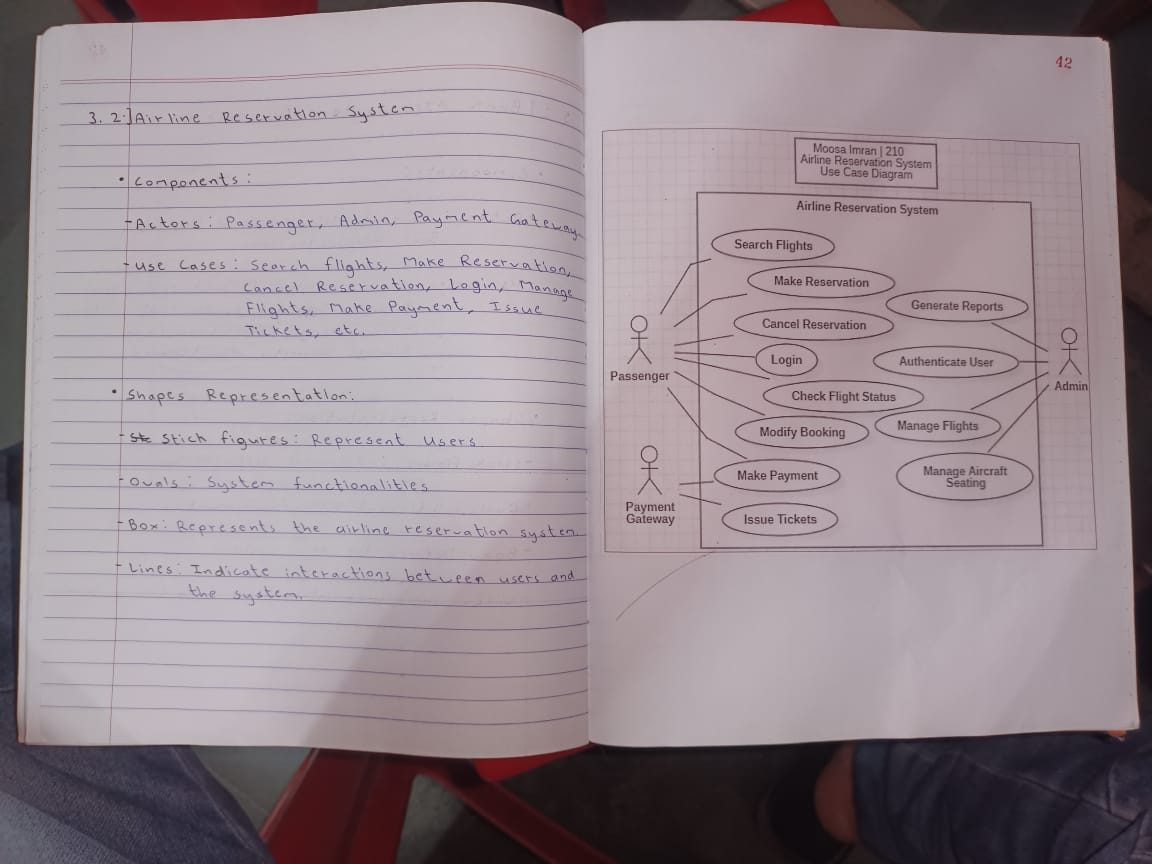 3. 2.] Airline Reservation System
• Components:
- Actors: Passenger, Admin, Payment Gateway
- Use Cases: Search flights, Make Reservation,
Cancel Reservation, Login, Manage
Flights, Make Payment, Issue
Tickets, etc.
• Shapes Representation:
- Stick figures: Represent users
- Ovals: System functionalities
- Box: Represents the airline reservation system
- Lines: Indicate interactions between users and
the system.
42
Moosa Imran | 210
Airline Reservation System
Use Case Diagram
Airline Reservation System
Search Flights
Make Reservation
Generate Reports
Cancel Reservation
Login
Authenticate User
Passenger
Admin
Check Flight Status
Modify Booking
Manage Flights
Make Payment
Manage Aircraft
Seating
Payment
Gateway
Issue Tickets